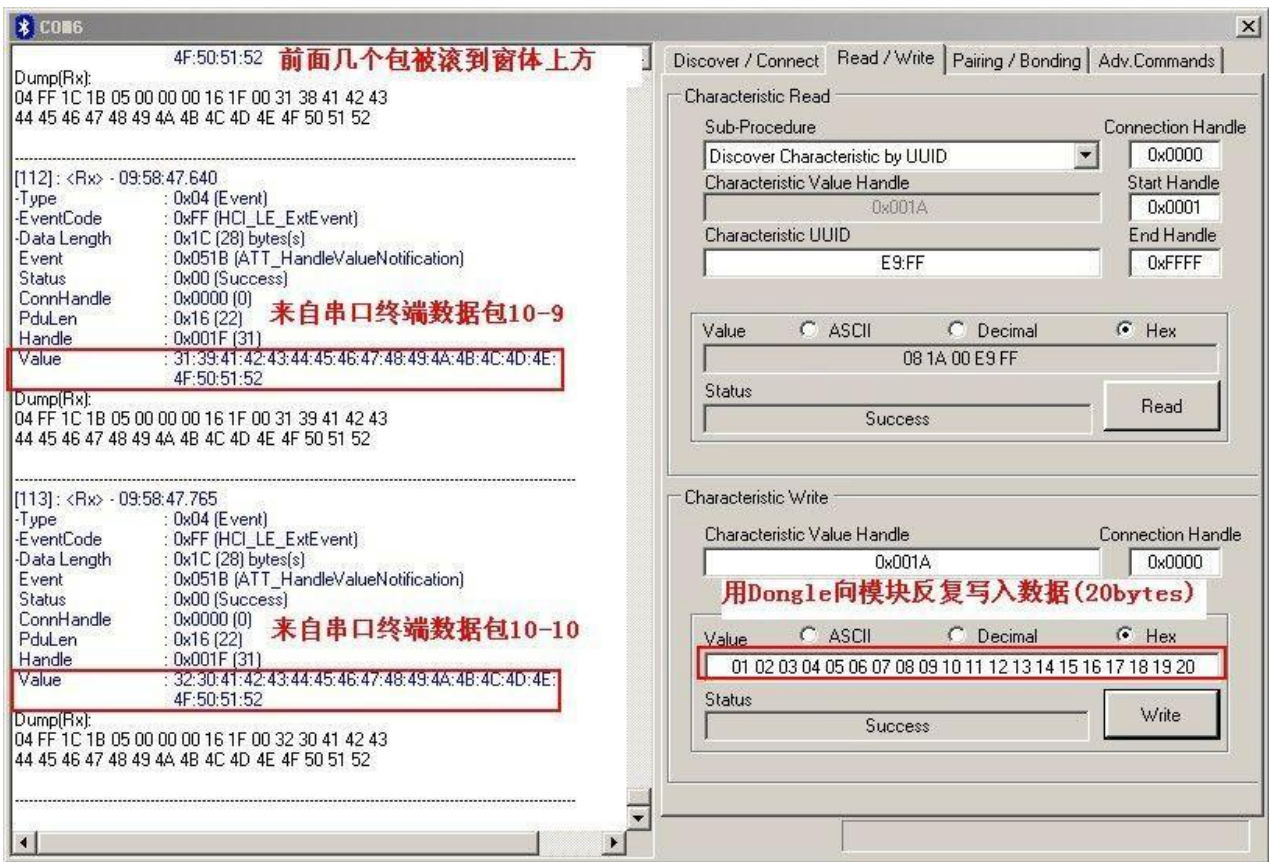 COM6
4F:50:51:52 前面几个包被滚到窗体上方
Dump(Rx):
04 FF 1C 1B 05 00 00 00 16 1F 00 31 38 41 42 43
44 45 46 47 48 49 4A 4B 4C 4D 4E 4F 50 51 52
[112] : <Rx> - 09:58:47.640
-Type : 0x04 (Event)
-EventCode : 0xFF (HCI_LE_ExtEvent)
-Data Length : 0x1C (28) bytes(s)
Event : 0x051B (ATT_HandleValueNotification)
Status : 0x00 (Success)
ConnHandle : 0x0000 (0)
PduLen : 0x16 (22)
来自串口终端数据包10-9
Handle : 0x001F (31)
Value : 31:39:41:42:43:44:45:46:47:48:49:4A:4B:4C:4D:4E:
4F:50:51:52
Dump(Rx):
04 FF 1C 1B 05 00 00 00 16 1F 00 31 39 41 42 43
44 45 46 47 48 49 4A 4B 4C 4D 4E 4F 50 51 52
[113] : <Rx> - 09:58:47.765
-Type : 0x04 (Event)
-EventCode : 0xFF (HCI_LE_ExtEvent)
-Data Length : 0x1C (28) bytes(s)
Event : 0x051B (ATT_HandleValueNotification)
Status : 0x00 (Success)
ConnHandle : 0x0000 (0)
PduLen : 0x16 (22)
来自串口终端数据包10-10
Handle : 0x001F (31)
Value : 32:30:41:42:43:44:45:46:47:48:49:4A:4B:4C:4D:4E:
4F:50:51:52
Dump(Rx):
04 FF 1C 1B 05 00 00 00 16 1F 00 32 30 41 42 43
44 45 46 47 48 49 4A 4B 4C 4D 4E 4F 50 51 52
Discover / Connect Read / Write Pairing / Bonding Adv.Commands
Characteristic Read
Sub-Procedure Connection Handle
Discover Characteristic by UUID 0x0000
Characteristic Value Handle Start Handle
0x001A 0x0001
Characteristic UUID End Handle
E9:FF 0xFFFF
Value ASCII Decimal Hex
08 1A 00 E9 FF
Status
Success Read
Characteristic Write
Characteristic Value Handle Connection Handle
0x001A 0x0000
用Dongle向模块反复写入数据(20bytes)
Value ASCII Decimal Hex
01 02 03 04 05 06 07 08 09 10 11 12 13 14 15 16 17 18 19 20
Status
Success Write